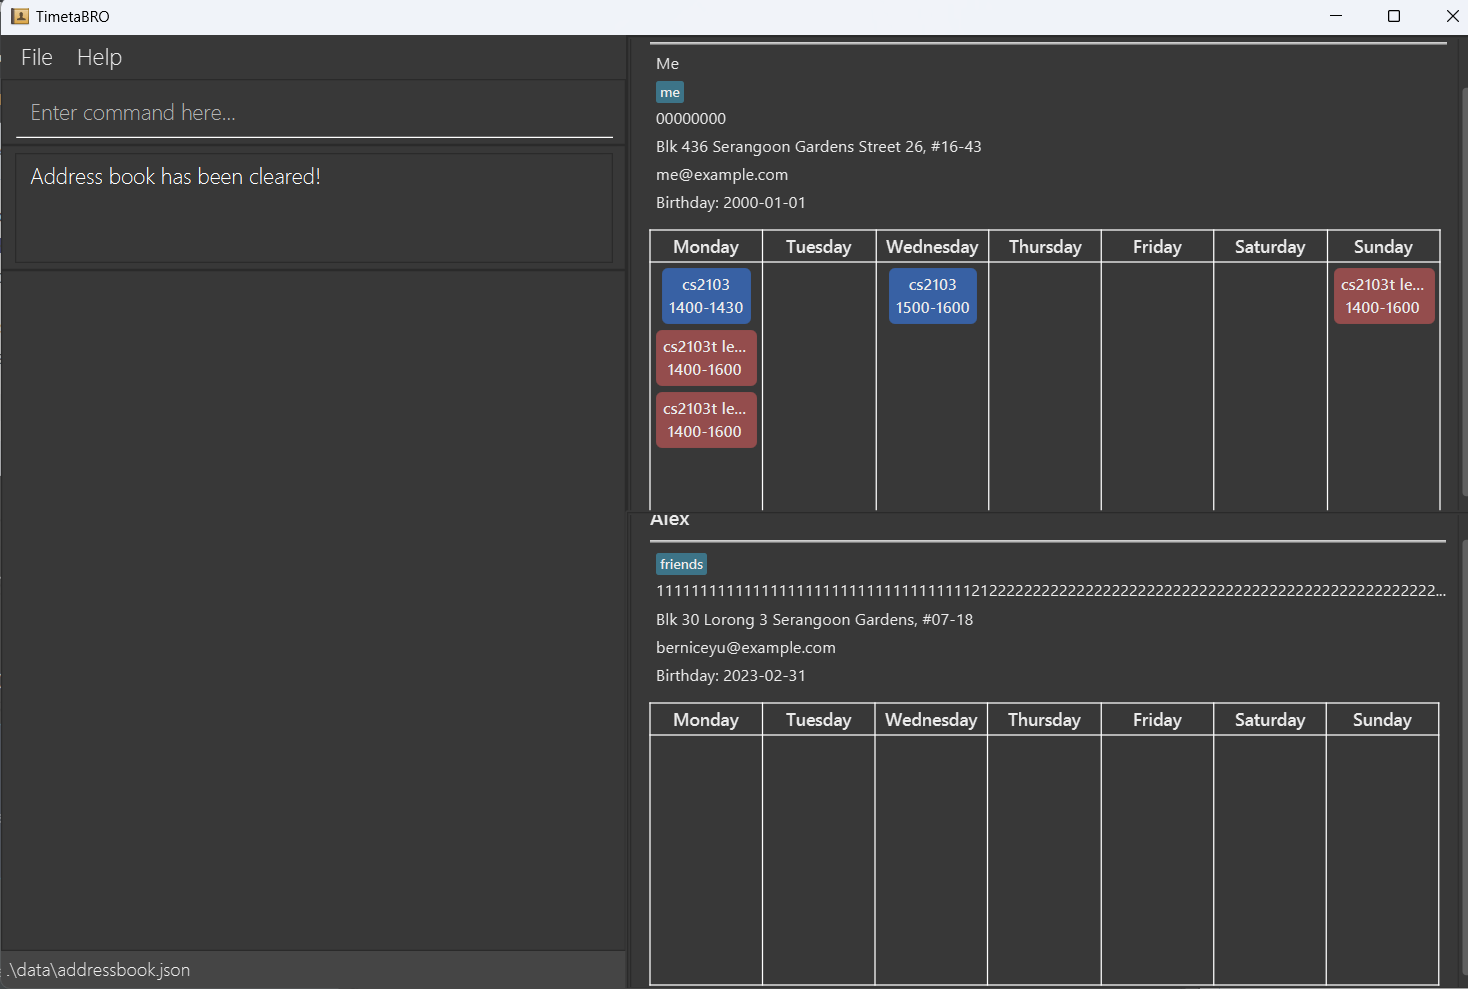 TimetaBRO
File Help
Enter command here...
Address book has been cleared!
.\data\addressbook.json
Me
me
00000000
Blk 436 Serangoon Gardens Street 26, #16-43
me@example.com
Birthday: 2000-01-01
Monday Tuesday Wednesday Thursday Friday Saturday Sunday
cs2103 cs2103 cs2103t le...
1400-1430 1500-1600 1400-1600
cs2103t le...
1400-1600
cs2103t le...
1400-1600
Alex
friends
Blk 30 Lorong 3 Serangoon Gardens, #07-18
berniceyu@example.com
Birthday: 2023-02-31
Monday Tuesday Wednesday Thursday Friday Saturday Sunday